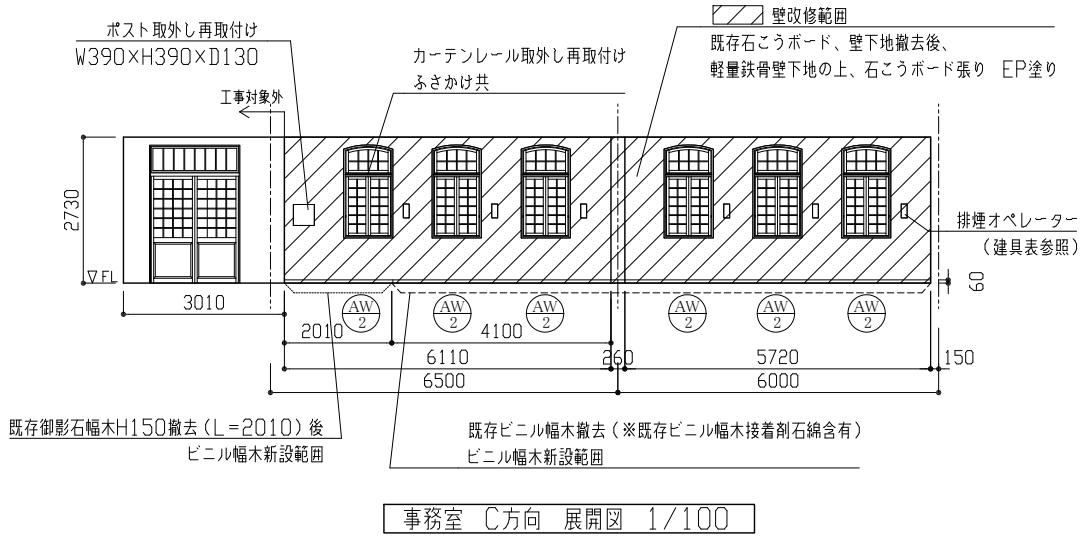 壁改修範囲
ポスト取外し再取付け
W390×H390×D130
カーテンレール取外し再取付け
ふさかけ共
既存石こうボード、壁下地撤去後、
軽量鉄骨壁下地の上、石こうボード張り EP塗り
工事対象外
2730
▽FL
排煙オペレーター
(建具表参照)
60
3010
AW
2
AW
2
AW
2
AW
2
AW
2
AW
2
2010
4100
6110
260
5720
150
6500
6000
既存御影石幅木H150撤去(L=2010)後
ビニル幅木新設範囲
既存ビニル幅木撤去(※既存ビニル幅木接着剤石綿含有)
ビニル幅木新設範囲
事務室 C方向 展開図 1/100